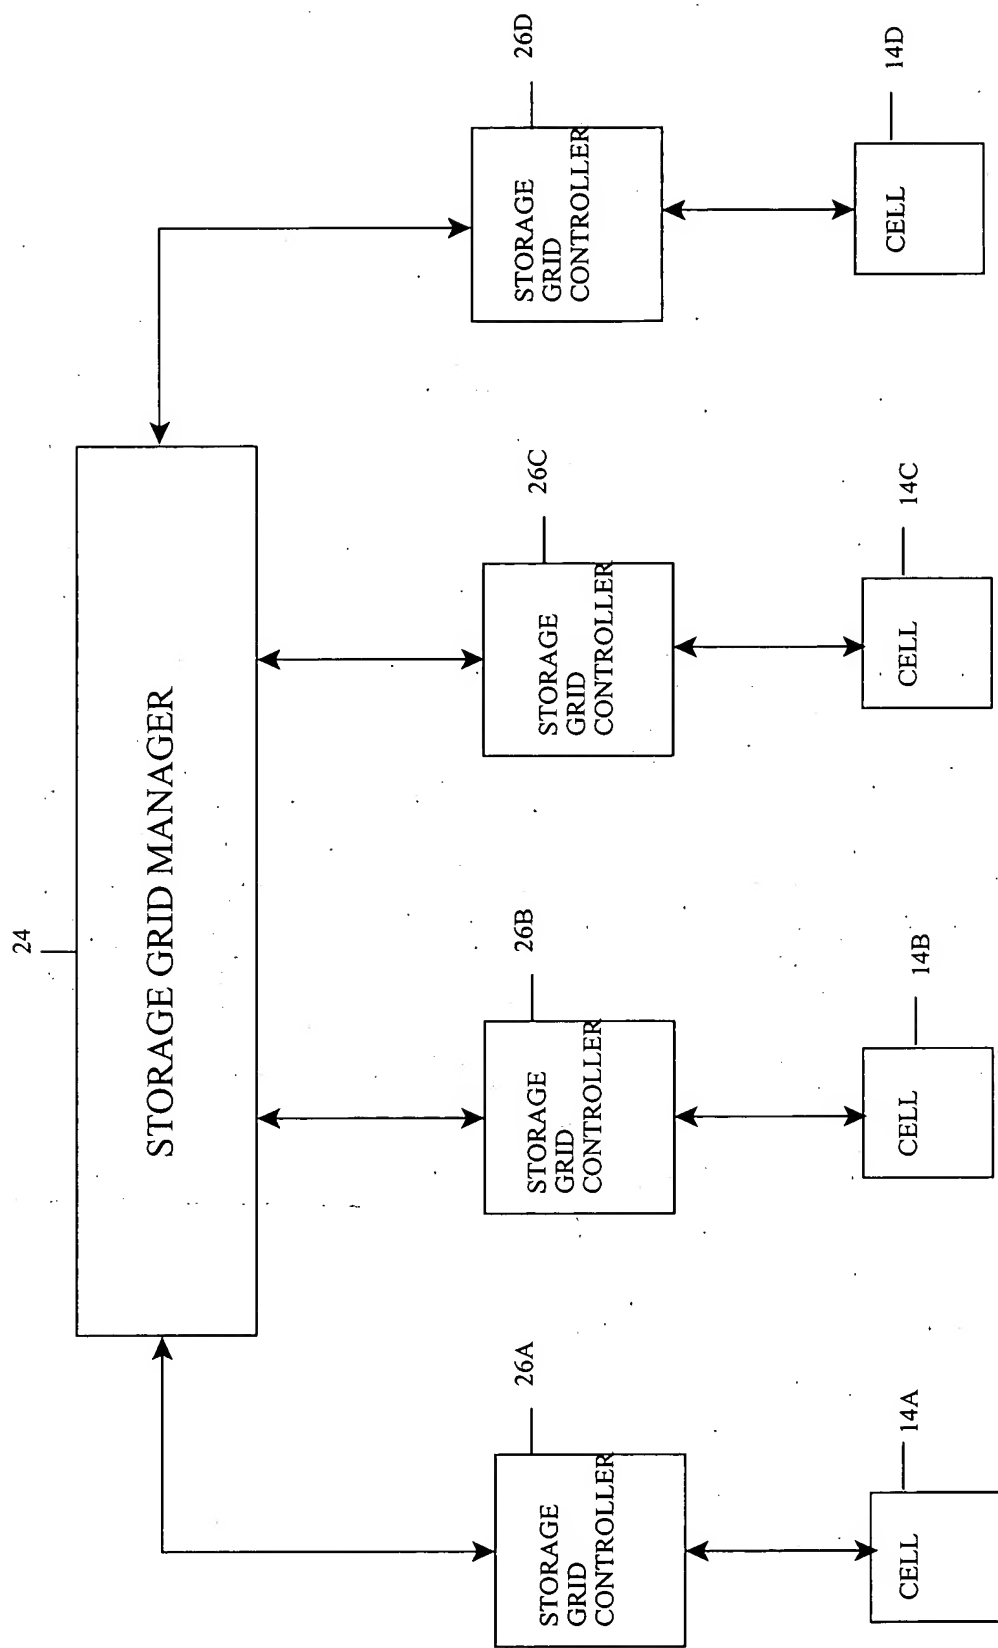 24
STORAGE GRID MANAGER
26A
STORAGE
GRID
CONTROLLER
26B
STORAGE
GRID
CONTROLLER
26C
STORAGE
GRID
CONTROLLER
26D
STORAGE
GRID
CONTROLLER
14A
CELL
14B
CELL
14C
CELL
14D
CELL